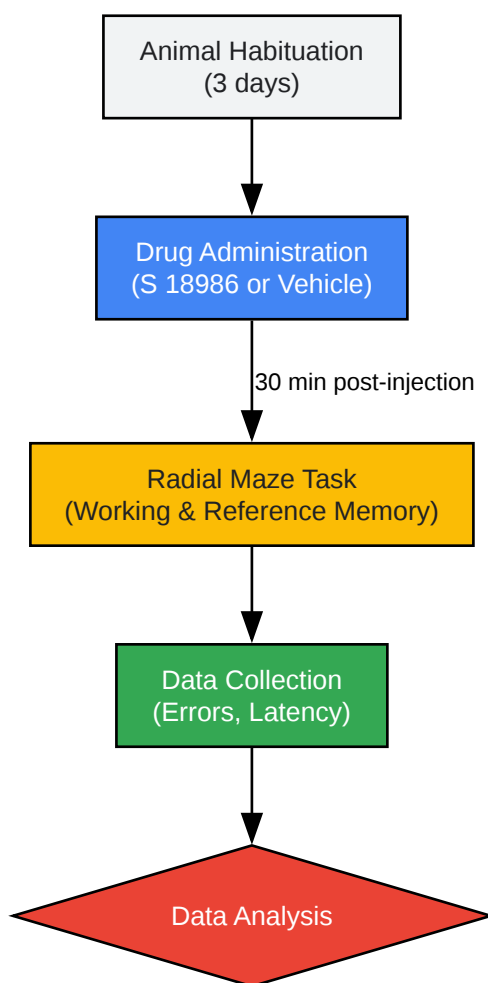 Animal Habituation
(3 days)
Drug Administration
(S 18986 or Vehicle)
30 min post-injection
Radial Maze Task
(Working & Reference Memory)
Data Collection
(Errors, Latency)
Data Analysis